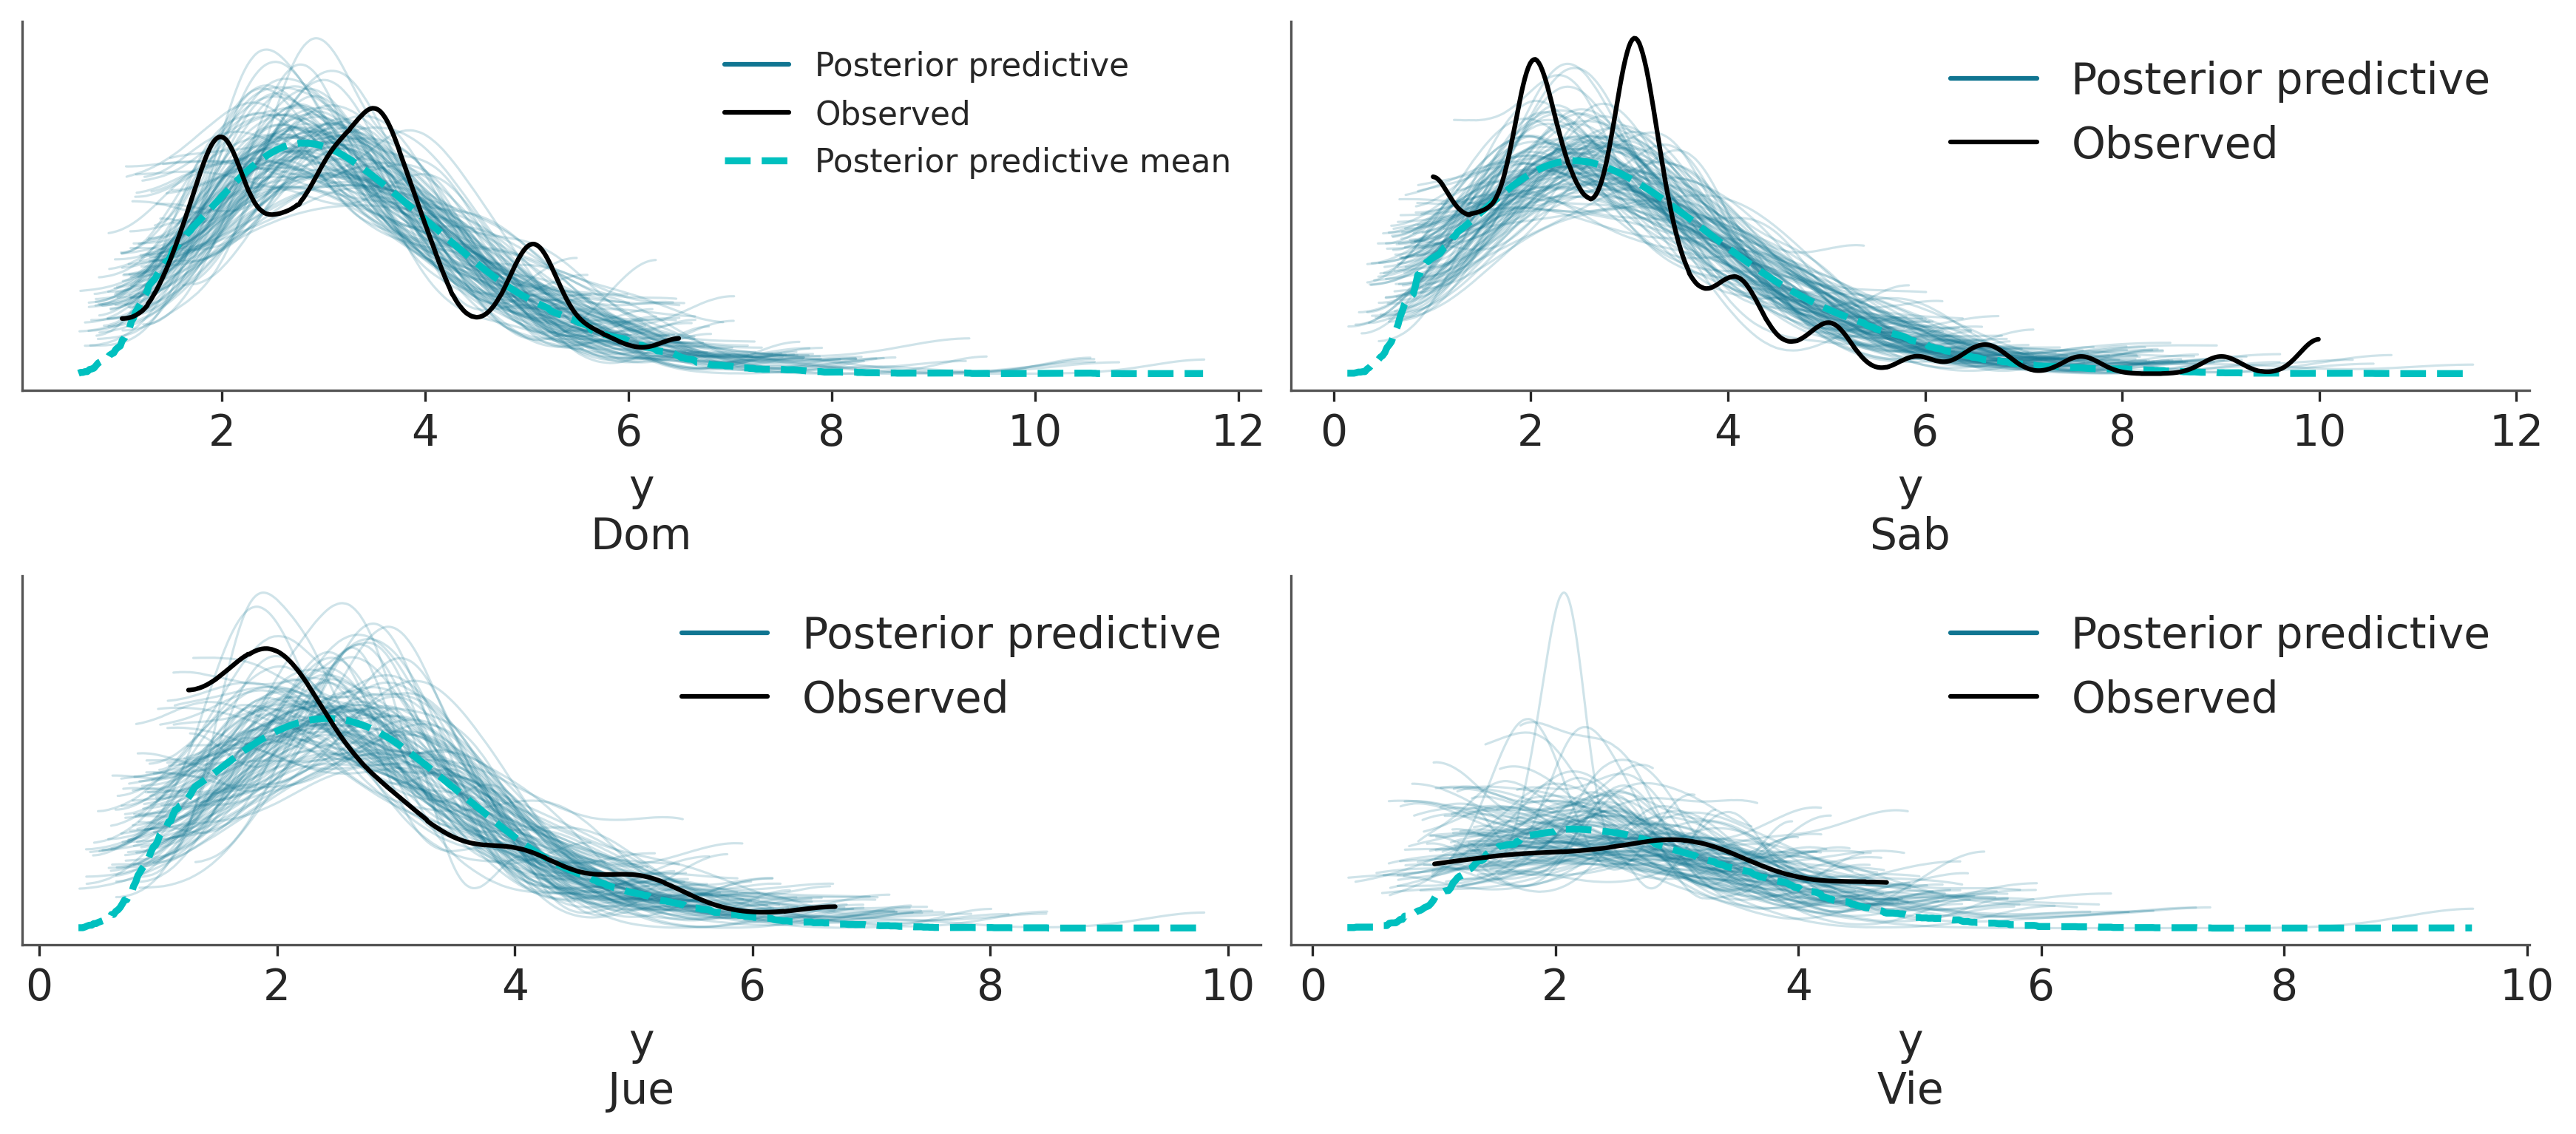 Posterior predictive
Observed
Posterior predictive mean
2 4 6 8 10 12
y
Dom
Posterior predictive
Observed
0 2 4 6 8 10 12
y
Sab
Posterior predictive
Observed
0 2 4 6 8 10
y
Jue
Posterior predictive
Observed
0 2 4 6 8 10
y
Vie